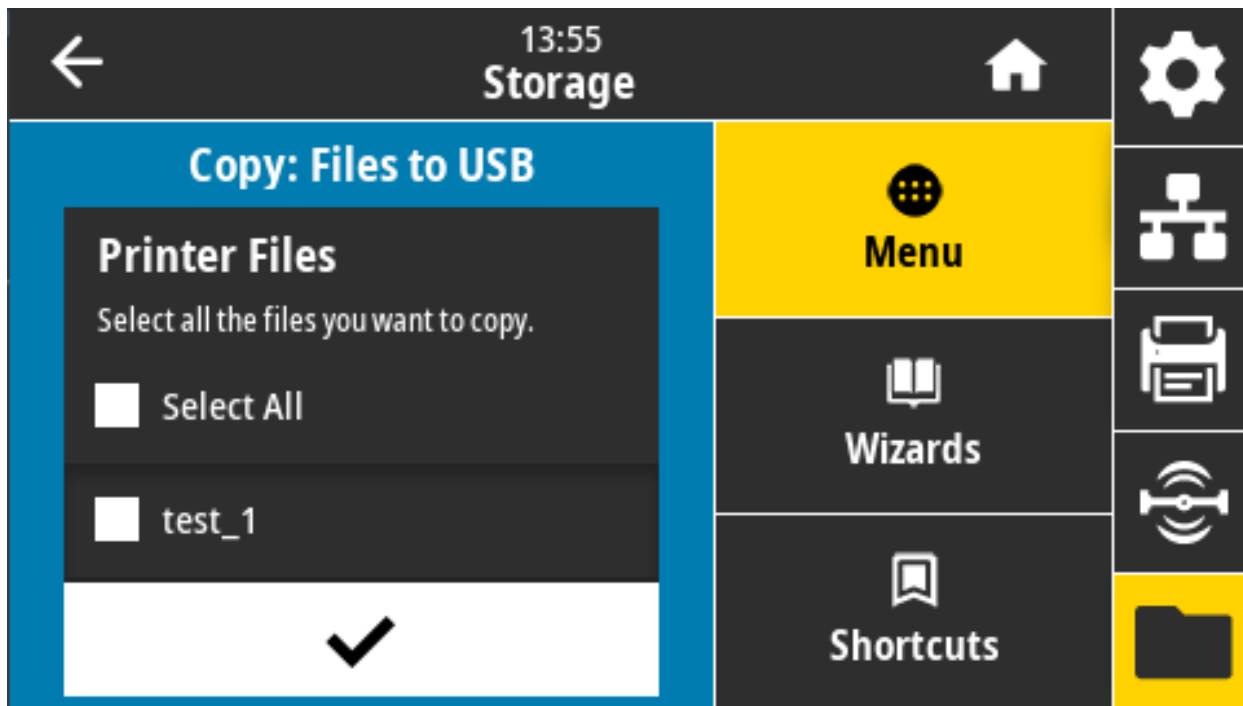 13:55
Storage
Copy: Files to USB
Printer Files
Select all the files you want to copy.
Select All
test_1
Menu
Wizards
Shortcuts